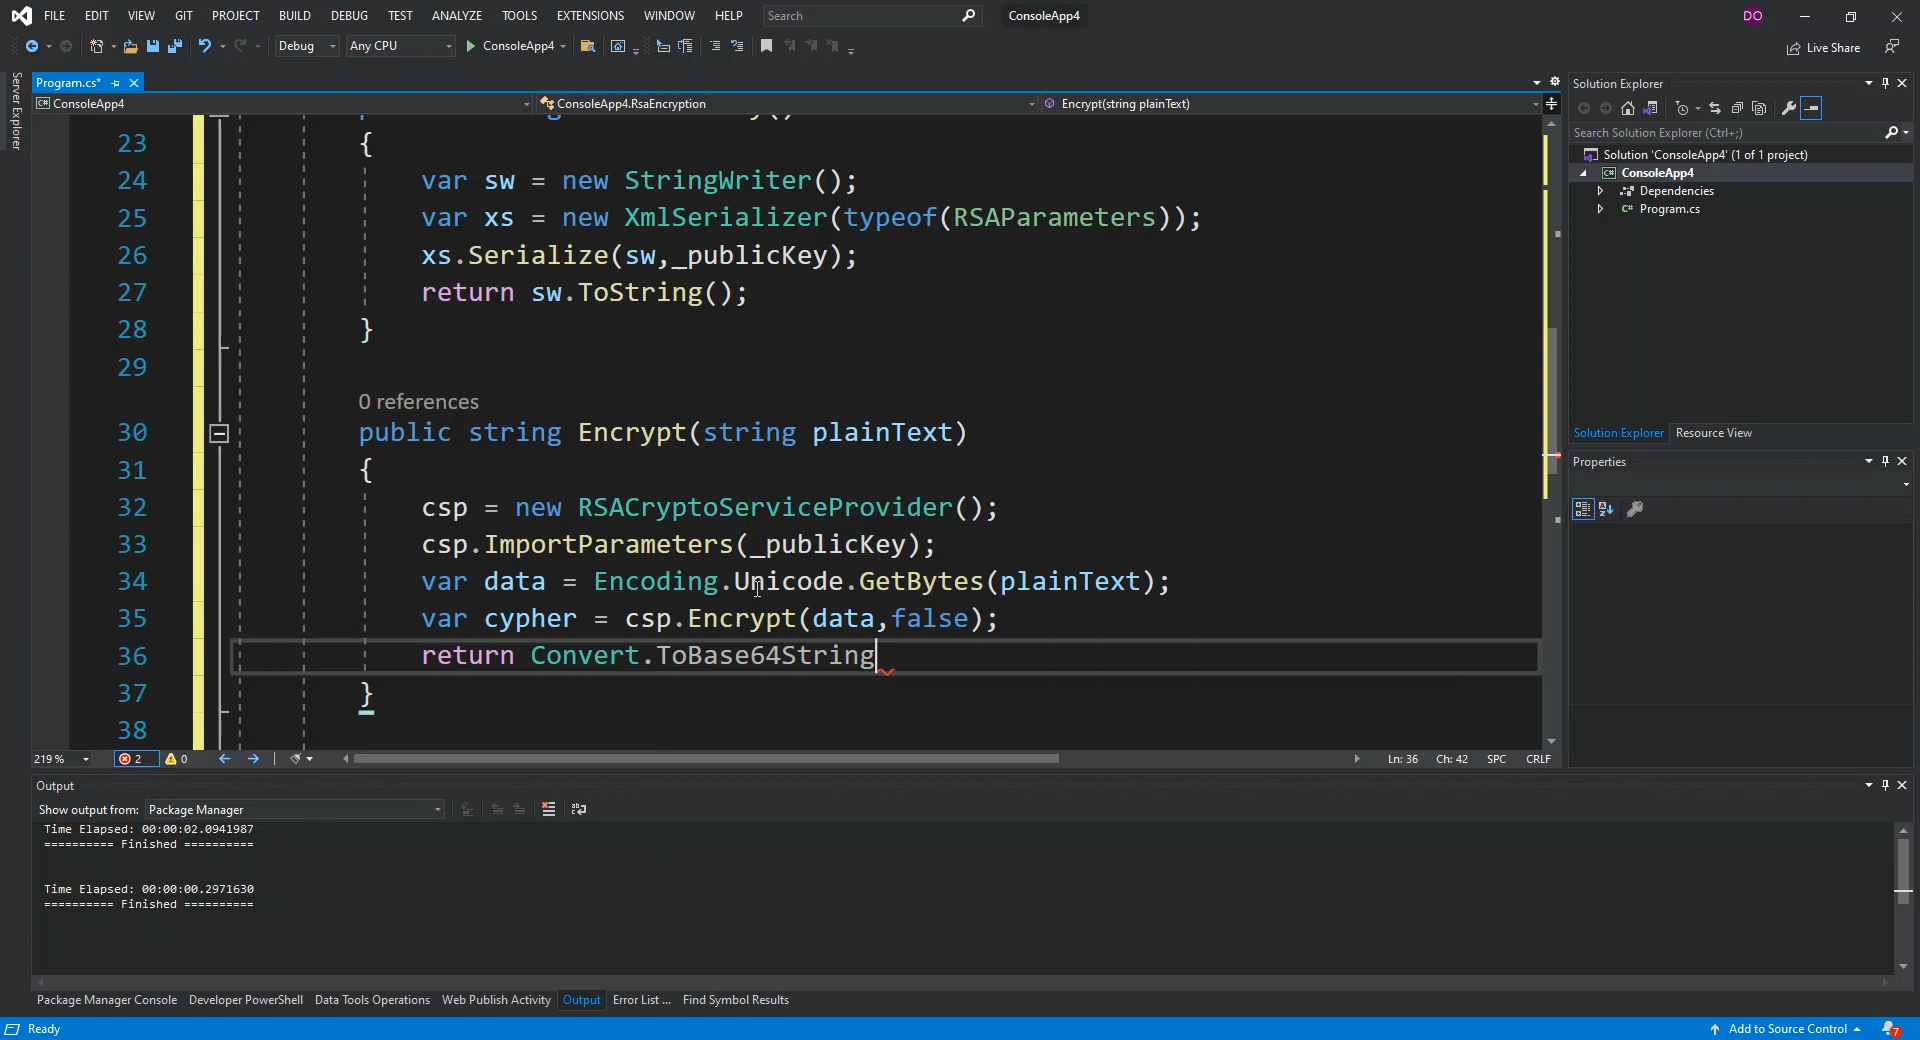 FILE EDIT VIEW GIT PROJECT BUILD DEBUG TEST ANALYZE TOOLS EXTENSIONS WINDOW HELP Search ConsoleApp4 DO
Debug Any CPU ConsoleApp4 Live Share
Server Explorer
Program.cs*
ConsoleApp4 ConsoleApp4.RsaEncryption Encrypt(string plainText)
23 {
24 var sw = new StringWriter();
25 var xs = new XmlSerializer(typeof(RSAParameters));
26 xs.Serialize(sw,_publicKey);
27 return sw.ToString();
28 }
29
0 references
30 public string Encrypt(string plainText)
31 {
32 csp = new RSACryptoServiceProvider();
33 csp.ImportParameters(_publicKey);
34 var data = Encoding.Unicode.GetBytes(plainText);
35 var cypher = csp.Encrypt(data,false);
36 return Convert.ToBase64String
37 }
38
219 % 2 0 Ln: 36 Ch: 42 SPC CRLF
Solution Explorer
Search Solution Explorer (Ctrl+;)
Solution 'ConsoleApp4' (1 of 1 project)
C# ConsoleApp4
Dependencies
C# Program.cs
Solution Explorer Resource View
Properties
Output
Show output from: Package Manager
Time Elapsed: 00:00:02.0941987
========== Finished ==========
Time Elapsed: 00:00:00.2971630
========== Finished ==========
Package Manager Console Developer PowerShell Data Tools Operations Web Publish Activity Output Error List ... Find Symbol Results
Ready Add to Source Control 7